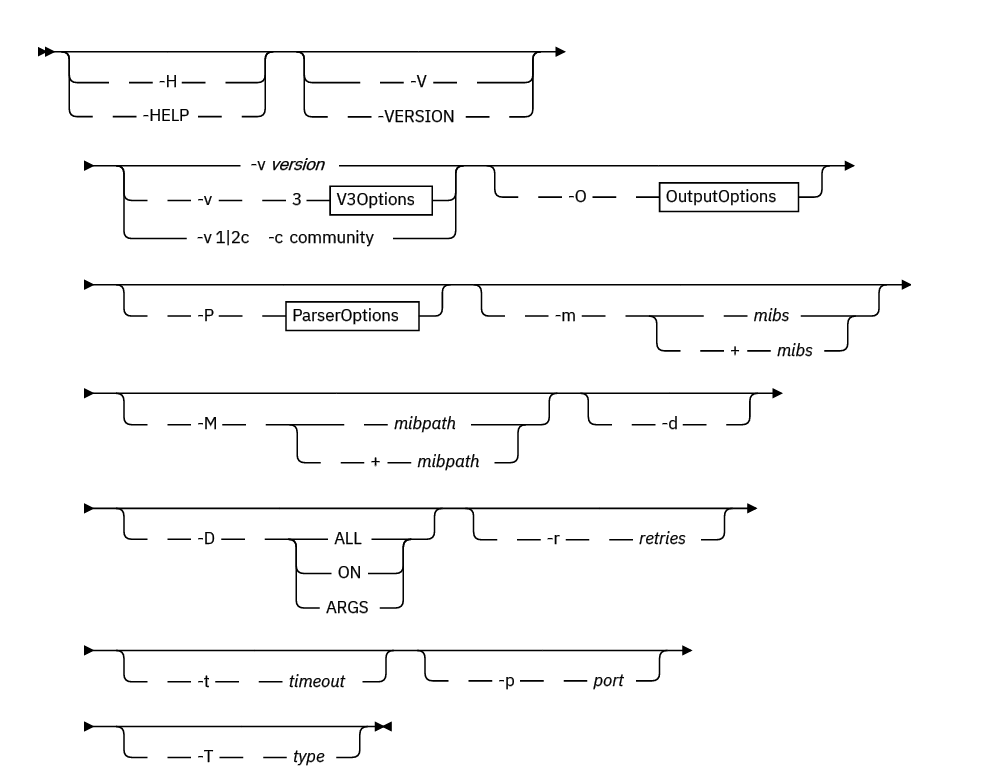 -H -V
-HELP -VERSION
-v version
-v 3 V3Options -O OutputOptions
-v 1|2c -c community
-P ParserOptions -m mibs
+ mibs
-M mibpath -d
+ mibpath
-D ALL -r retries
ON
ARGS
-t timeout -p port
-T type